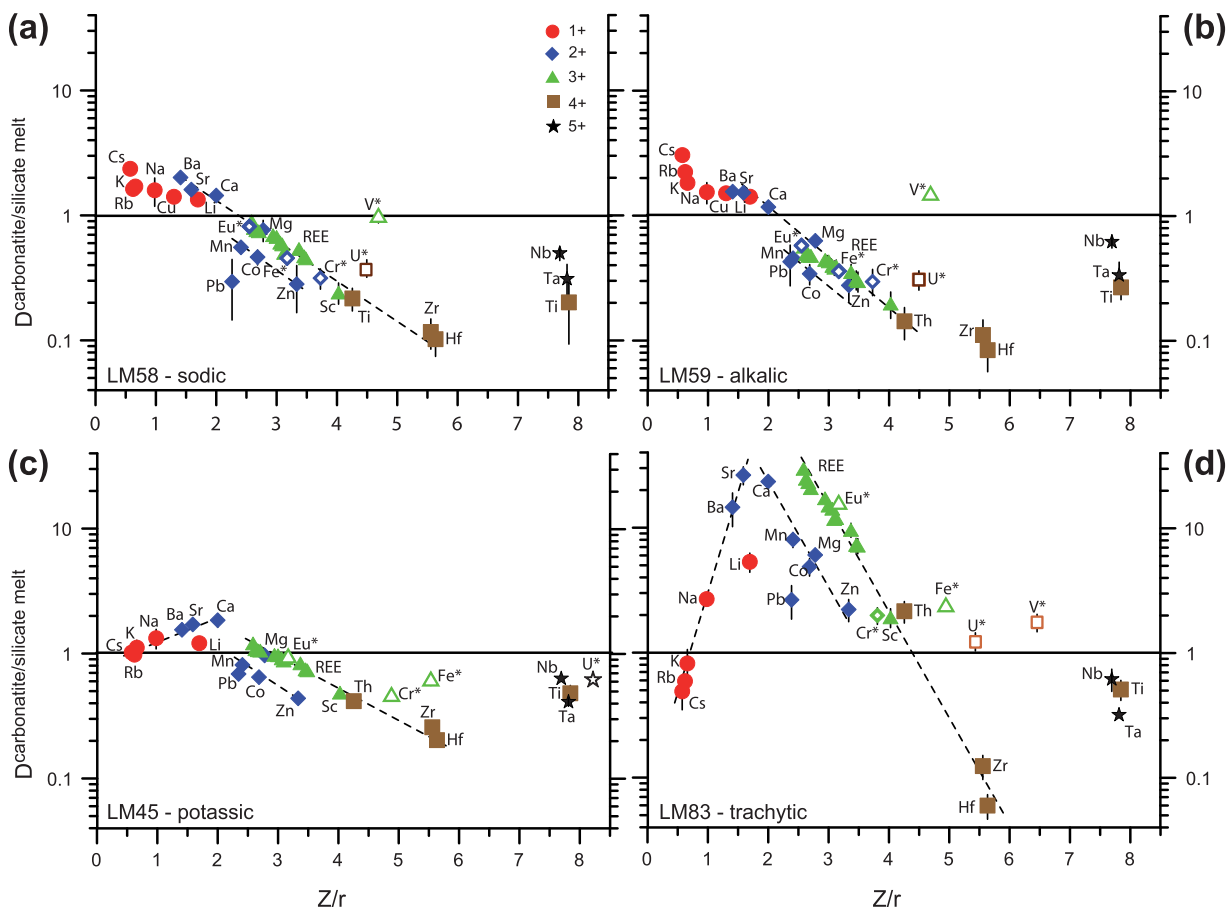 (a)
1+
2+
3+
4+
5+
10
1
0.1
D carbonatite/silicate melt
Cs
K
Rb
Na
Ba
Sr
Ca
Cu
Li
V*
Eu*
Mg
Mn
REE
Co
Fe*
Pb
Zn
Cr*
U*
Sc
Ti
Zr
Hf
Nb
Ta
Ti
LM58 - sodic
0 1 2 3 4 5 6 7 8
(b)
10
1
0.1
Cs
Rb
K
Na
Ba
Sr
Ca
Cu
Li
V*
Eu*
Mg
Mn
REE
Pb
Fe*
Co
Zn
Cr*
U*
Th
Zr
Hf
Nb
Ta
Ti
LM59 - alkalic
0 1 2 3 4 5 6 7 8
(c)
10
1
0.1
D carbonatite/silicate melt
Cs
K
Rb
Na
Ba
Sr
Ca
Li
Mg
Eu*
Mn
REE
Pb
Co
Zn
Sc
Th
Cr*
Fe*
Zr
Hf
Nb
U*
Ti
Ta
LM45 - potassic
0 1 2 3 4 5 6 7 8
Z/r
(d)
10
1
0.1
Sr
REE
Ca
Ba
Eu*
Mn
Mg
Li
Co
Na
Pb
Zn
Th
Fe*
V*
Cr*
Sc
U*
K
Rb
Cs
Nb
Ti
Ta
Zr
Hf
LM83 - trachytic
0 1 2 3 4 5 6 7 8
Z/r